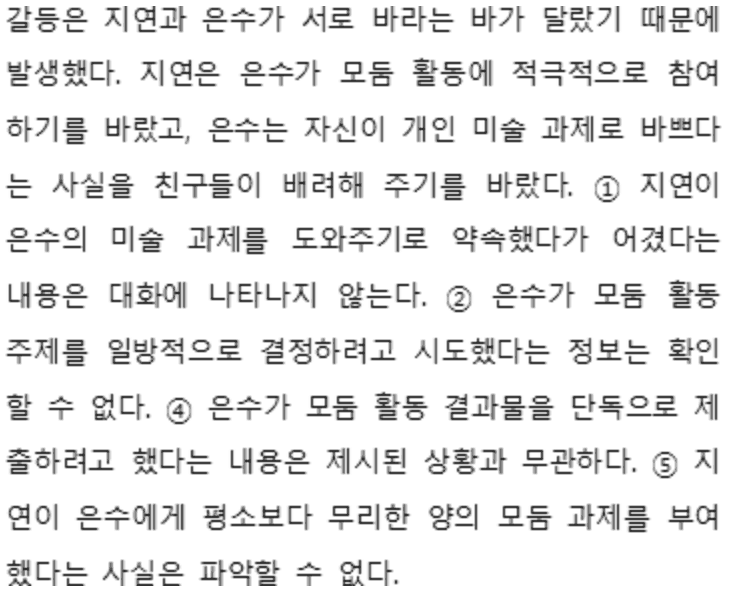 갈등은 지연과 은수가 서로 바라는 바가 달랐기 때문에
발생했다. 지연은 은수가 모둠 활동에 적극적으로 참여
하기를 바랐고, 은수는 자신이 개인 미술 과제로 바쁘다
는 사실을 친구들이 배려해 주기를 바랐다. ① 지연이
은수의 미술 과제를 도와주기로 약속했다가 어겼다는
내용은 대화에 나타나지 않는다. ② 은수가 모둠 활동
주제를 일방적으로 결정하려고 시도했다는 정보는 확인
할 수 없다. ④ 은수가 모둠 활동 결과물을 단독으로 제
출하려고 했다는 내용은 제시된 상황과 무관하다. ⑤ 지
연이 은수에게 평소보다 무리한 양의 모둠 과제를 부여
했다는 사실은 파악할 수 없다.